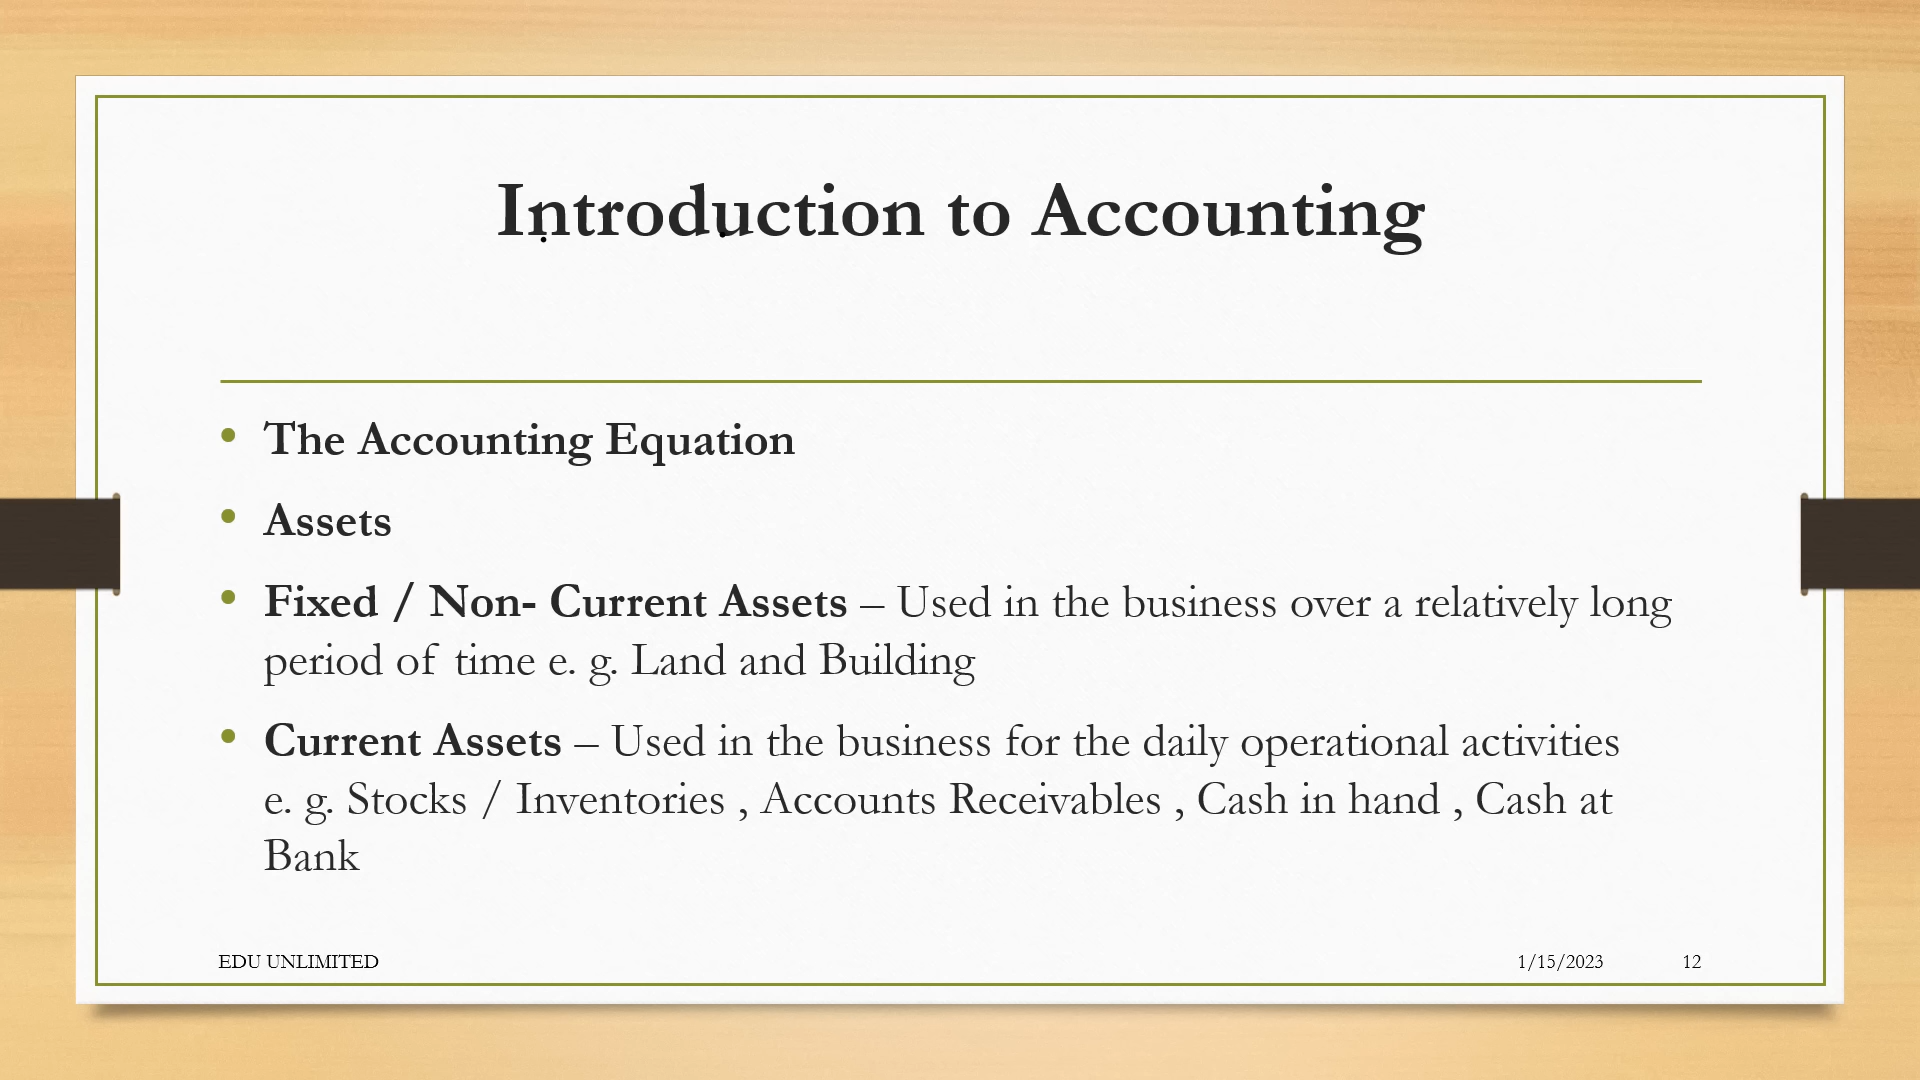 Introduction to Accounting
• The Accounting Equation
• Assets
• Fixed / Non- Current Assets – Used in the business over a relatively long
period of time e. g. Land and Building
• Current Assets – Used in the business for the daily operational activities
e. g. Stocks / Inventories , Accounts Receivables , Cash in hand , Cash at
Bank
EDU UNLIMITED 1/15/2023 12